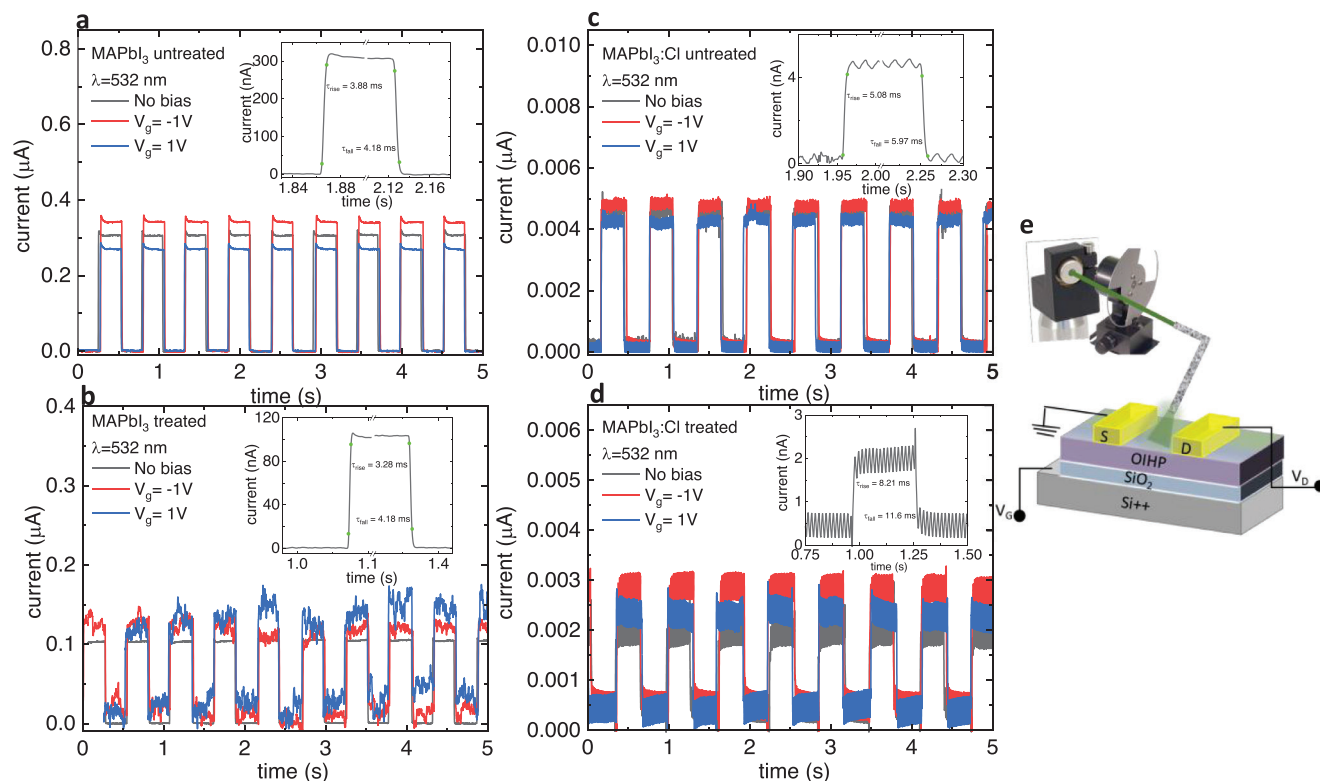 a
MAPbI3 untreated
λ=532 nm
No bias
Vg= -1V
Vg= 1V
current (µA)
0.8
0.6
0.4
0.2
0.0
0 1 2 3 4 5
time (s)
current (nA)
300
200
100
0
τrise = 3.88 ms
τfall = 4.18 ms
1.84 1.88 2.12 2.16
time (s)
b
MAPbI3 treated
λ=532 nm
No bias
Vg= -1V
Vg= 1V
current (µA)
0.4
0.3
0.2
0.1
0.0
0 1 2 3 4 5
time (s)
current (nA)
120
80
40
0
τrise = 3.28 ms
τfall = 4.18 ms
1.0 1.1 1.4
time (s)
c
MAPbI3:Cl untreated
λ=532 nm
No bias
Vg= -1V
Vg= 1V
current (µA)
0.010
0.008
0.006
0.004
0.002
0.000
0 1 2 3 4 5
time (s)
current (nA)
4
0
τrise = 5.08 ms
τfall = 5.97 ms
1.90 1.95 2.00 2.25 2.30
time (s)
d
MAPbI3:Cl treated
λ=532 nm
No bias
Vg= -1V
Vg= 1V
current (µA)
0.006
0.005
0.004
0.003
0.002
0.001
0.000
0 1 2 3 4 5
time (s)
current (nA)
3
2
1
0
τrise = 8.21 ms
τfall = 11.6 ms
0.75 1.00 1.25 1.50
time (s)
e
S
D
OIHP
SiO2
Si++
VG
VD